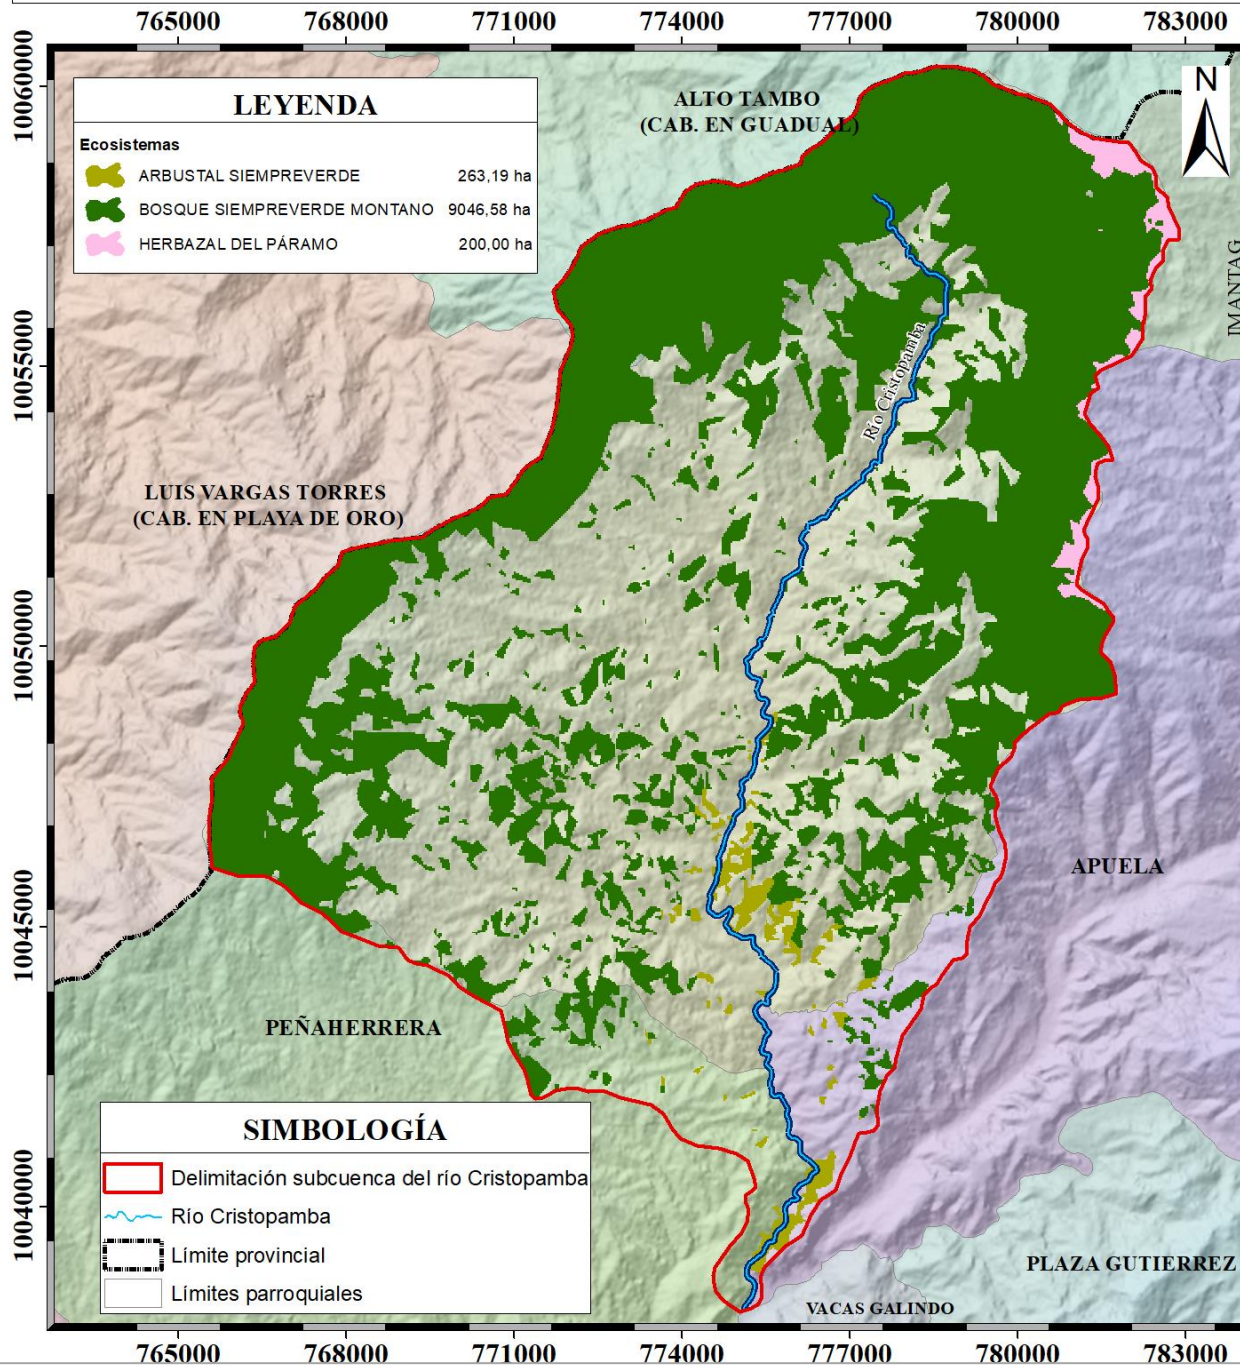 765000 768000 771000 774000 777000 780000 783000
N
LEYENDA
Ecosistemas
ARBUSTAL SIEMPREVERDE 263,19 ha
BOSQUE SIEMPREVERDE MONTANO 9046,58 ha
HERBAZAL DEL PÁRAMO 200,00 ha
ALTO TAMBO
(CAB. EN GUADUAL)
IMANTAG
Río Cristopamba
LUIS VARGAS TORRES
(CAB. EN PLAYA DE ORO)
APUELA
PEÑAHERRERA
PLAZA GUTIERREZ
VACAS GALINDO
10060000
10055000
10050000
10045000
10040000
SIMBOLOGÍA
Delimitación subcuenca del río Cristopamba
Río Cristopamba
Límite provincial
Límites parroquiales
765000 768000 771000 774000 777000 780000 783000